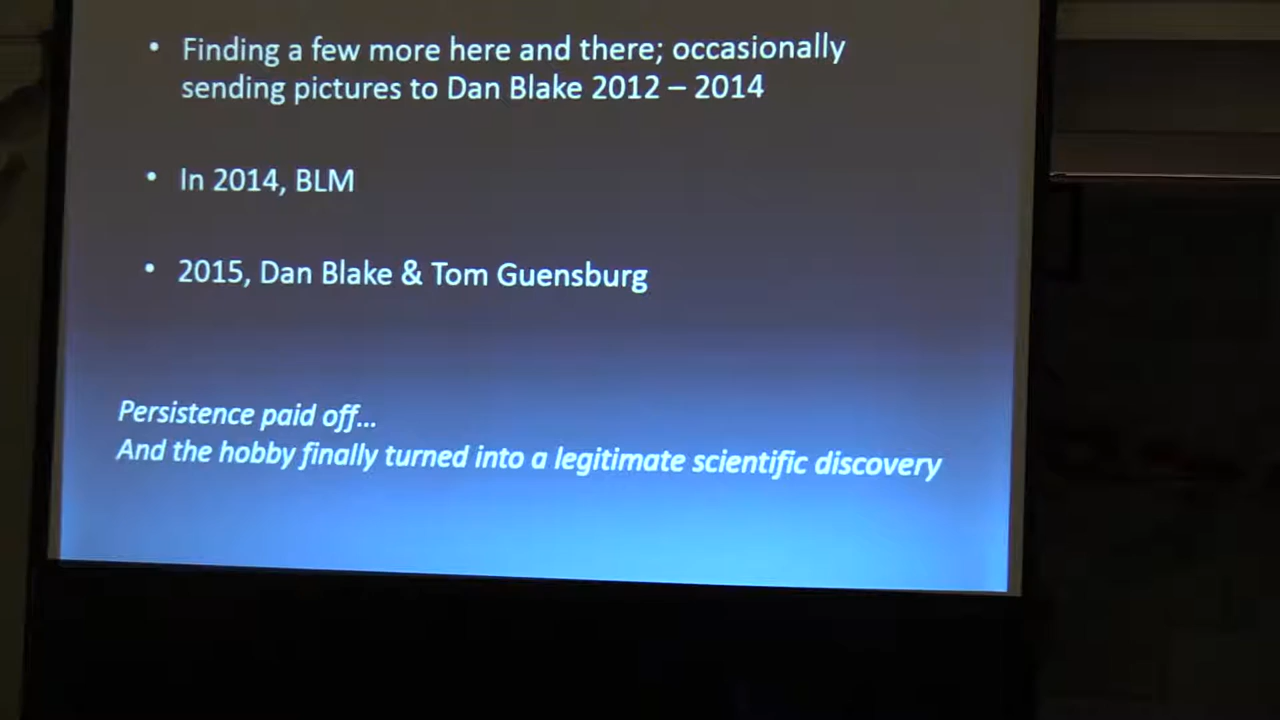 • Finding a few more here and there; occasionally
sending pictures to Dan Blake 2012 – 2014
• In 2014, BLM
• 2015, Dan Blake & Tom Guensburg
Persistence paid off...
And the hobby finally turned into a legitimate scientific discovery